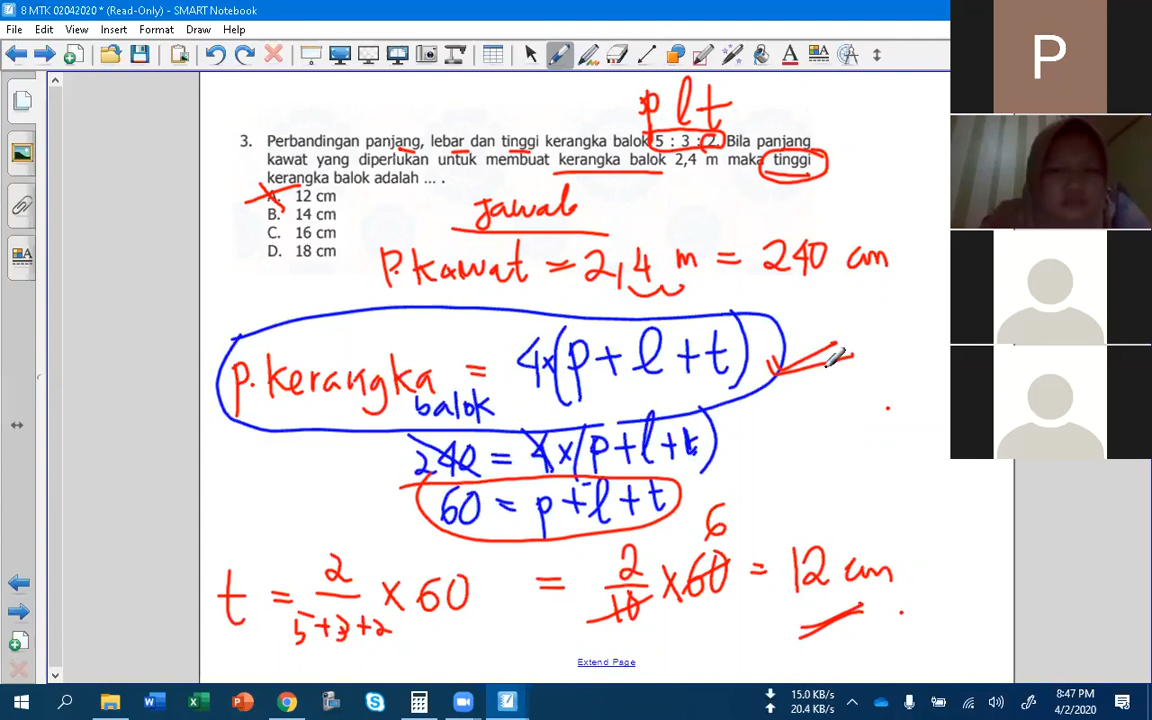 8 MTK 02042020 * (Read-Only) - SMART Notebook
File Edit View Insert Format Draw Help
P
p l t
3. Perbandingan panjang, lebar dan tinggi kerangka balok 5 : 3 : 2. Bila panjang
kawat yang diperlukan untuk membuat kerangka balok 2,4 m maka tinggi
kerangka balok adalah ... .
A. 12 cm
B. 14 cm
C. 16 cm
D. 18 cm
Jawab
P. kawat = 2,4 m = 240 cm
p. kerangka balok = 4x(p+l+t)
240 = 4x(p+l+t)
60 = p+l+t
6
t = 2/5+3+2 x 60 = 2/10 x 60 = 12 cm
Extend Page
15.0 KB/s
20.4 KB/s
8:47 PM
4/2/2020